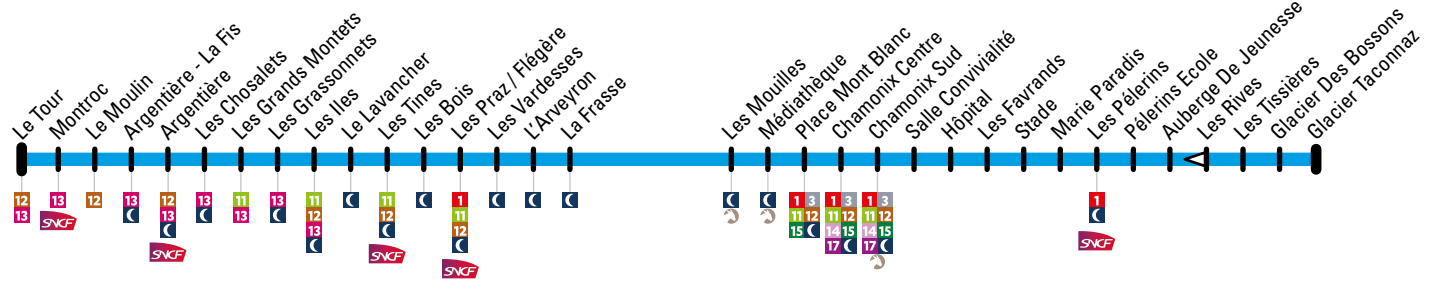 Le Tour
Montroc
Le Moulin
Argentière - La Fis
Argentière
Les Chosalets
Les Grands Montets
Les Grassonnets
Les Iles
Le Lavancher
Les Tines
Les Bois
Les Praz / Flégère
Les Vardesses
L'Arveyron
La Frasse
Les Mouilles
Médiathèque
Place Mont Blanc
Chamonix Centre
Chamonix Sud
Salle Convivialité
Hôpital
Les Favrands
Stade
Marie Paradis
Les Pélerins
Pélerins Ecole
Auberge De Jeunesse
Les Rives
Les Tissières
Glacier Des Bossons
Glacier Taconnaz
12
13
13
SNCF
12
13
12
13
SNCF
13
11
13
13
11
12
13
11
12
SNCF
1
11
12
SNCF
1 3
11 12
15
1 3
11 12
14 15
17
1 3
11 12
14 15
17
1
SNCF